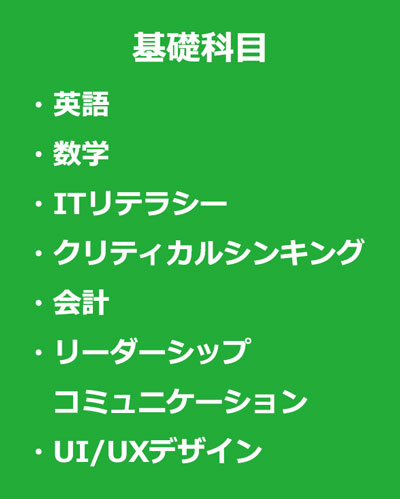 基礎科目
・英語
・数学
・ITリテラシー
・クリティカルシンキング
・会計
・リーダーシップ
コミュニケーション
・UI/UXデザイン